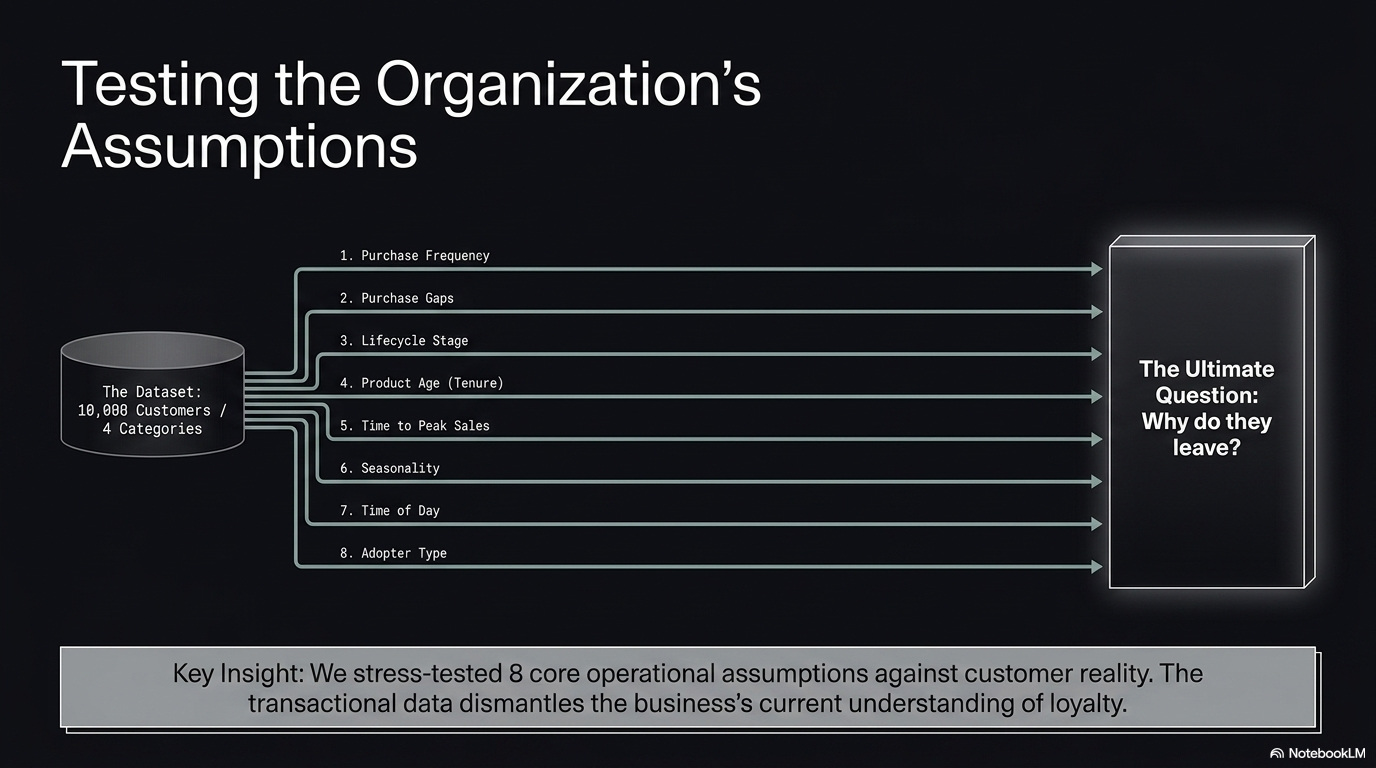 Testing the Organization’s
Assumptions
1. Purchase Frequency
2. Purchase Gaps
3. Lifecycle Stage
4. Product Age (Tenure)
5. Time to Peak Sales
6. Seasonality
7. Time of Day
8. Adopter Type
The Dataset:
Customers /
4 Categories
The Ultimate
Question:
Why do they
leave?
Key Insight: We stress-tested 8 core operational assumptions against customer reality. The
transactional data dismantles the business’s current understanding of loyalty.
NotebookLM